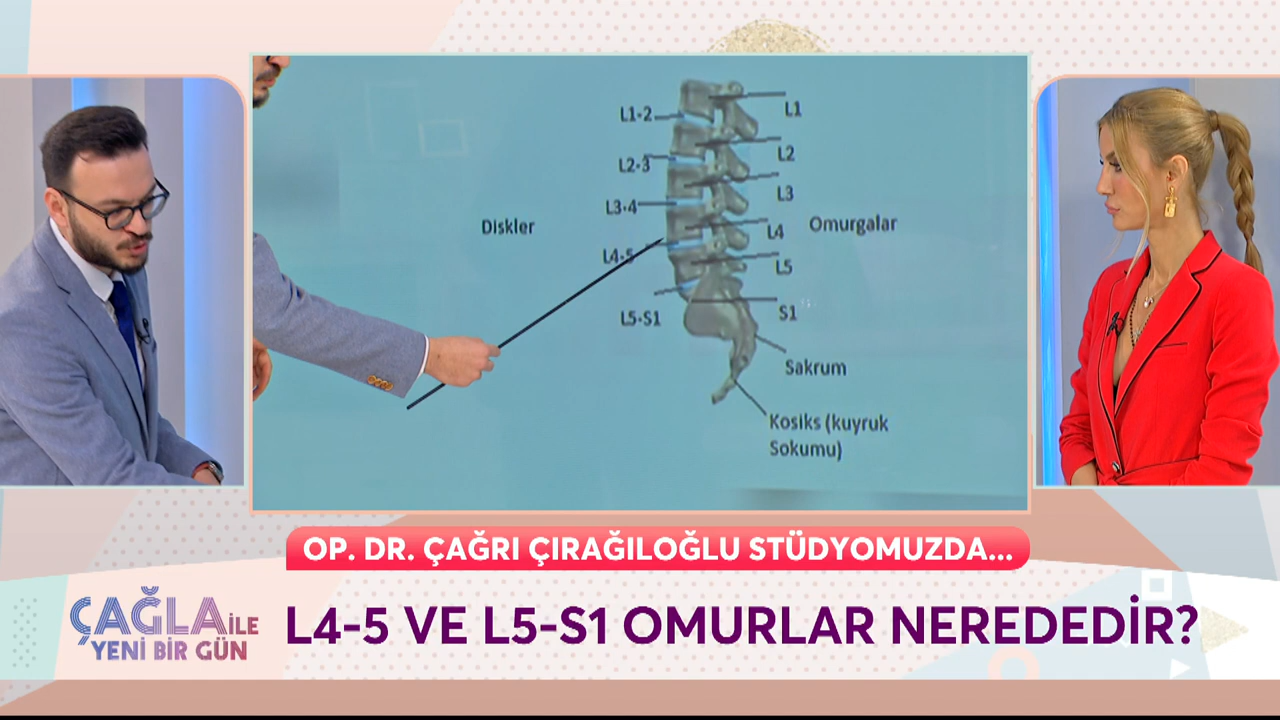 L1-2
L1
L2-3
L2
L3-4
L3
Diskler
L4
Omurgalar
L4-5
L5
L5-S1
S1
Sakrum
Kosiks (kuyruk
Sokumu)
OP. DR. ÇAĞRI ÇIRAĞILOĞLU STÜDYOMUZDA...
ÇAĞLA İLE
YENİ BİR GÜN
L4-5 VE L5-S1 OMURLAR NEREDEDİR?